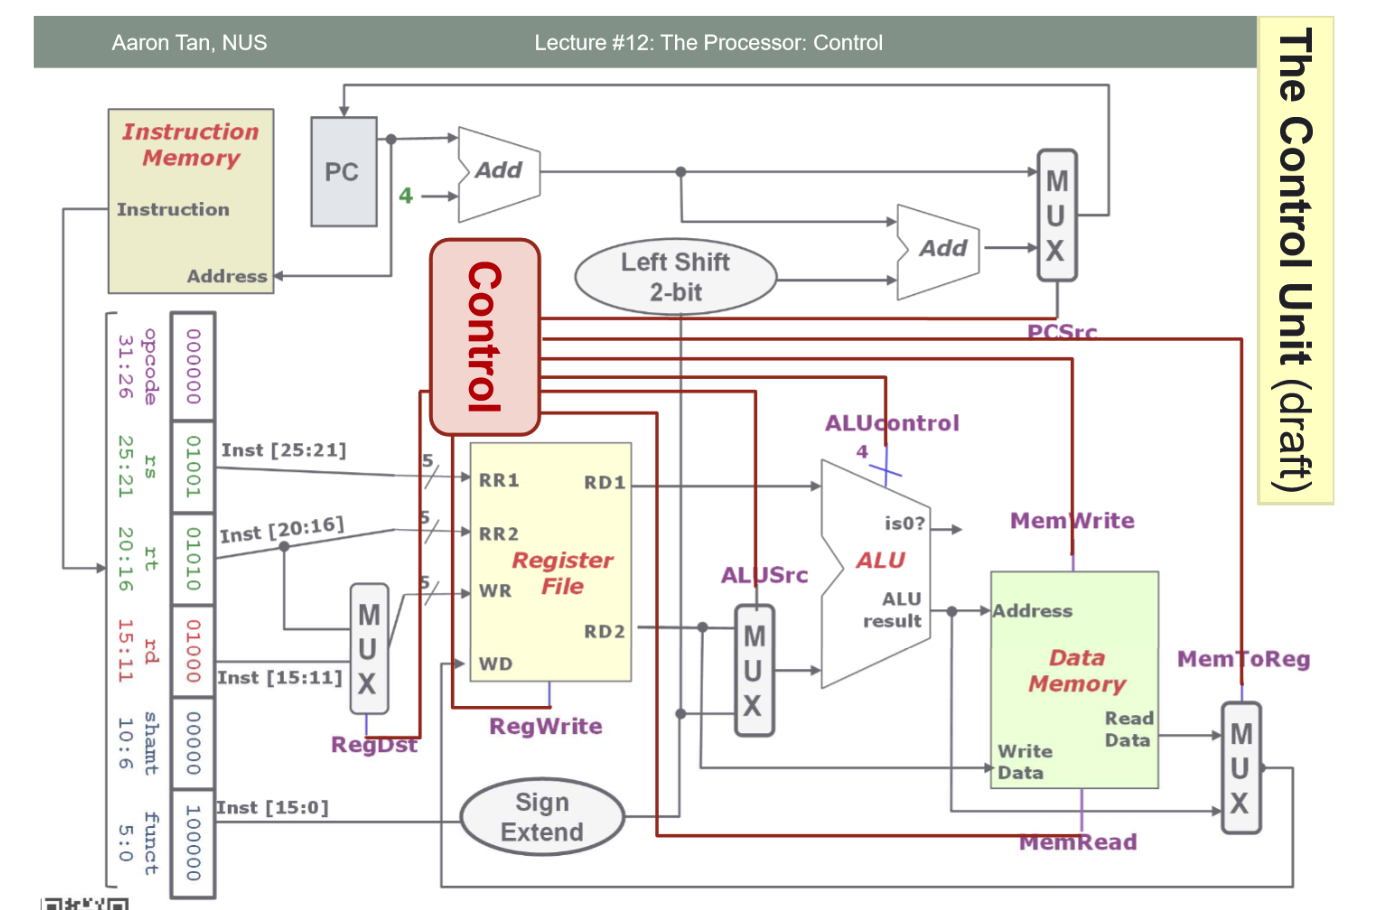 Aaron Tan, NUS
Lecture #12: The Processor: Control
The Control Unit (draft)
Instruction
Memory
Instruction
Address
PC
4
Add
Add
Left Shift
2-bit
M
U
X
PCSrc
Control
opcode
31:26
000000
rs
25:21
01001
rt
20:16
01010
rd
15:11
01000
shamt
10:6
00000
funct
5:0
100000
Inst [25:21]
5
Inst [20:16]
5
5
Inst [15:11]
Inst [15:0]
M
U
X
RegDst
RR1
RR2
WR
WD
RD1
RD2
Register
File
RegWrite
Sign
Extend
ALUSrc
M
U
X
ALUcontrol
4
is0?
ALU
ALU
result
MemWrite
Address
Data
Memory
Read
Data
Write
Data
MemRead
MemToReg
M
U
X